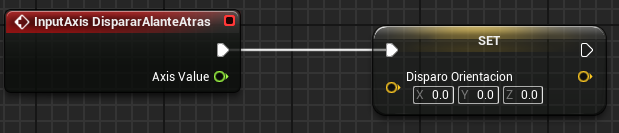 InputAxis DispararAlanteAtras
SET
Axis Value
Disparo Orientacion
X 0.0 Y 0.0 Z 0.0